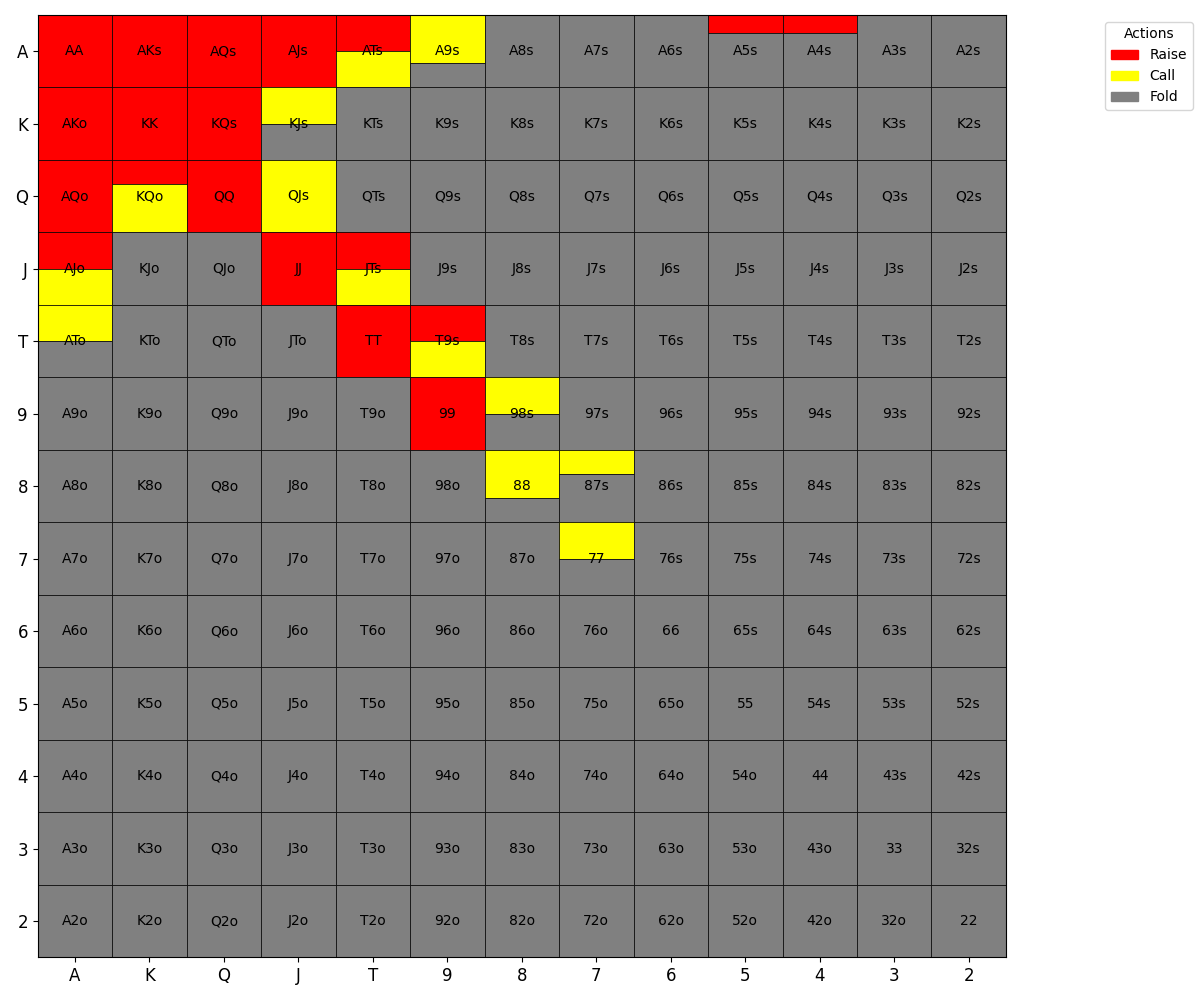 Actions
Raise
Call
Fold
A AA AKs AQs AJs ATs A9s A8s A7s A6s A5s A4s A3s A2s
K AKo KK KQs KJs KTs K9s K8s K7s K6s K5s K4s K3s K2s
Q AQo KQo QQ QJs QTs Q9s Q8s Q7s Q6s Q5s Q4s Q3s Q2s
J AJo KJo QJo JJ JTs J9s J8s J7s J6s J5s J4s J3s J2s
T ATo KTo QTo JTo TT T9s T8s T7s T6s T5s T4s T3s T2s
9 A9o K9o Q9o J9o T9o 99 98s 97s 96s 95s 94s 93s 92s
8 A8o K8o Q8o J8o T8o 98o 88 87s 86s 85s 84s 83s 82s
7 A7o K7o Q7o J7o T7o 97o 87o 77 76s 75s 74s 73s 72s
6 A6o K6o Q6o J6o T6o 96o 86o 76o 66 65s 64s 63s 62s
5 A5o K5o Q5o J5o T5o 95o 85o 75o 65o 55 54s 53s 52s
4 A4o K4o Q4o J4o T4o 94o 84o 74o 64o 54o 44 43s 42s
3 A3o K3o Q3o J3o T3o 93o 83o 73o 63o 53o 43o 33 32s
2 A2o K2o Q2o J2o T2o 92o 82o 72o 62o 52o 42o 32o 22
A K Q J T 9 8 7 6 5 4 3 2